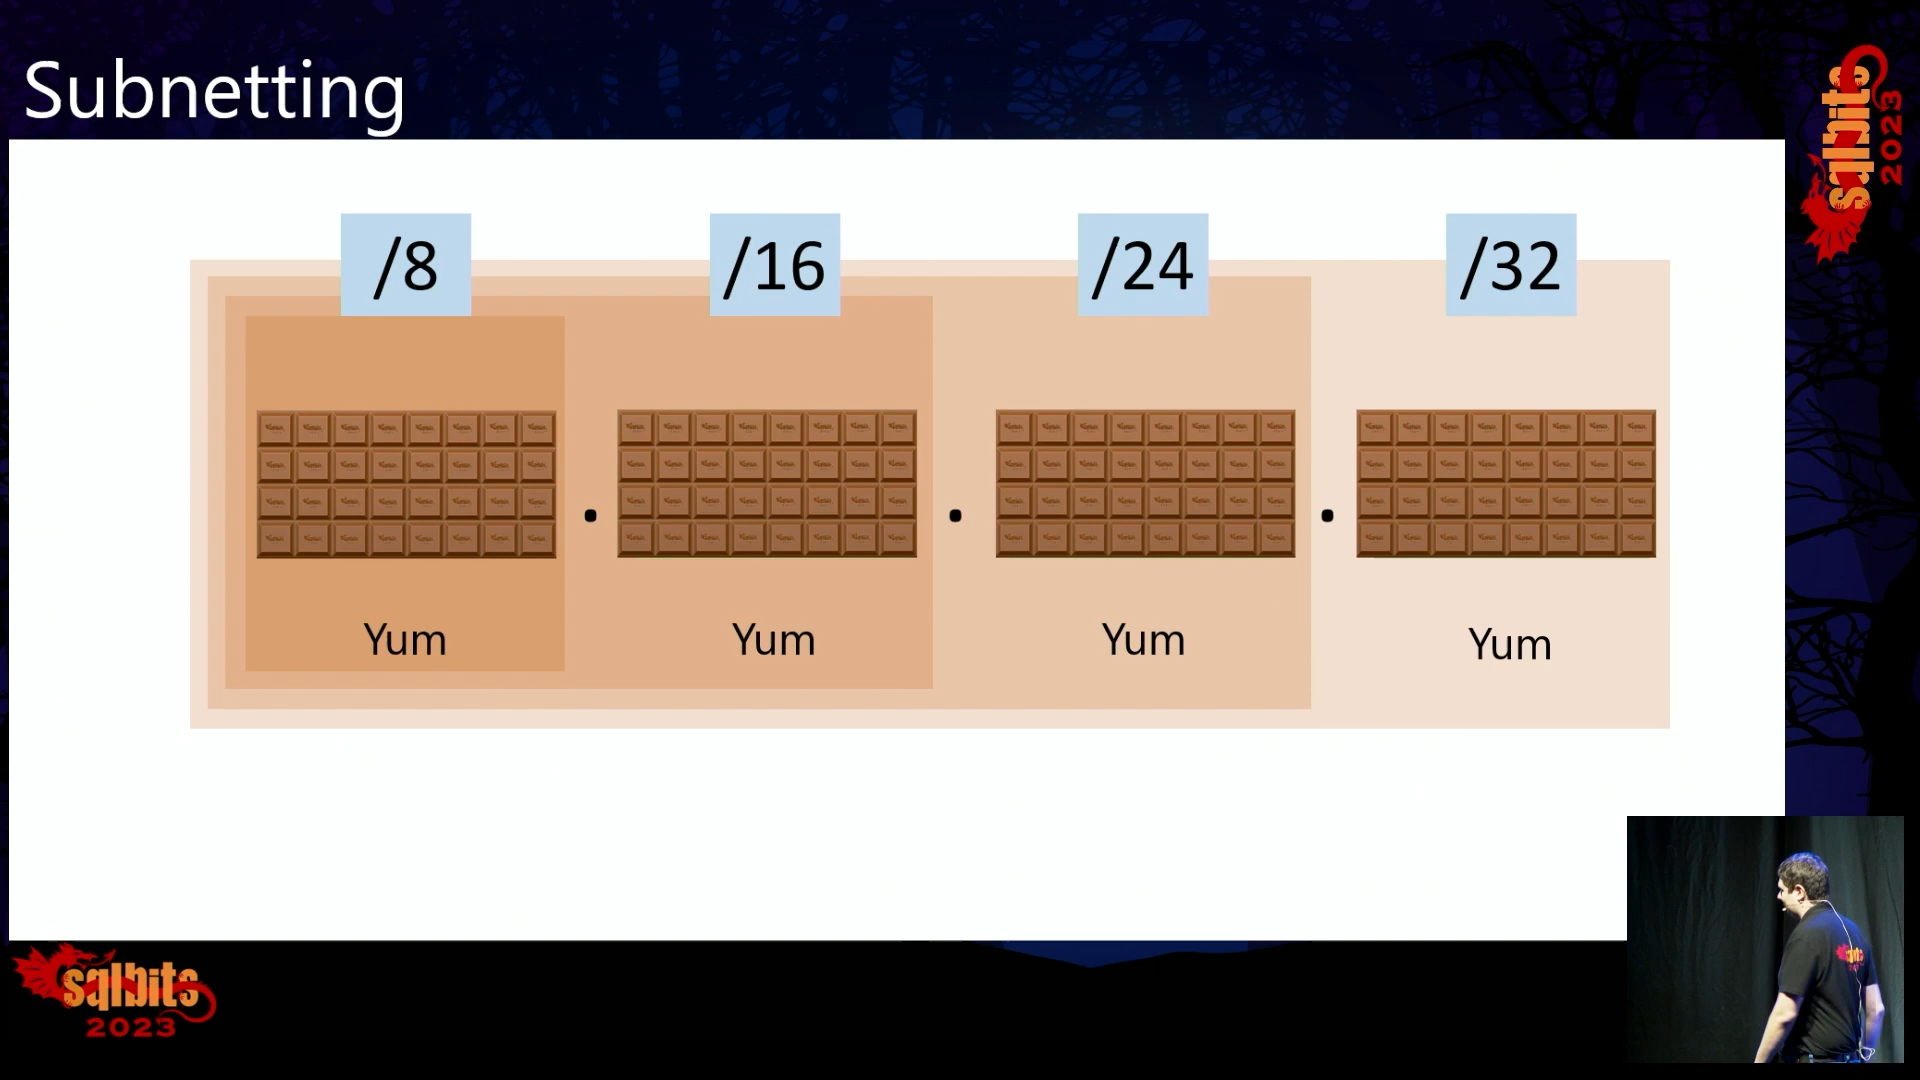 Subnetting
/8 /16 /24 /32
. . .
Yum Yum Yum Yum
sqlbits
2023
sqlbits
2023